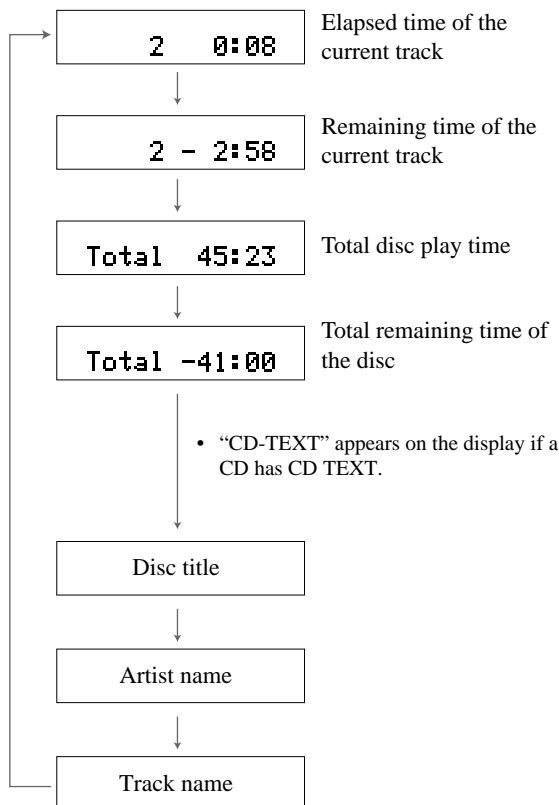 2 0:08
Elapsed time of the
current track
2 - 2:58
Remaining time of the
current track
Total 45:23
Total disc play time
Total -41:00
Total remaining time of
the disc
• “CD-TEXT” appears on the display if a
CD has CD TEXT.
Disc title
Artist name
Track name